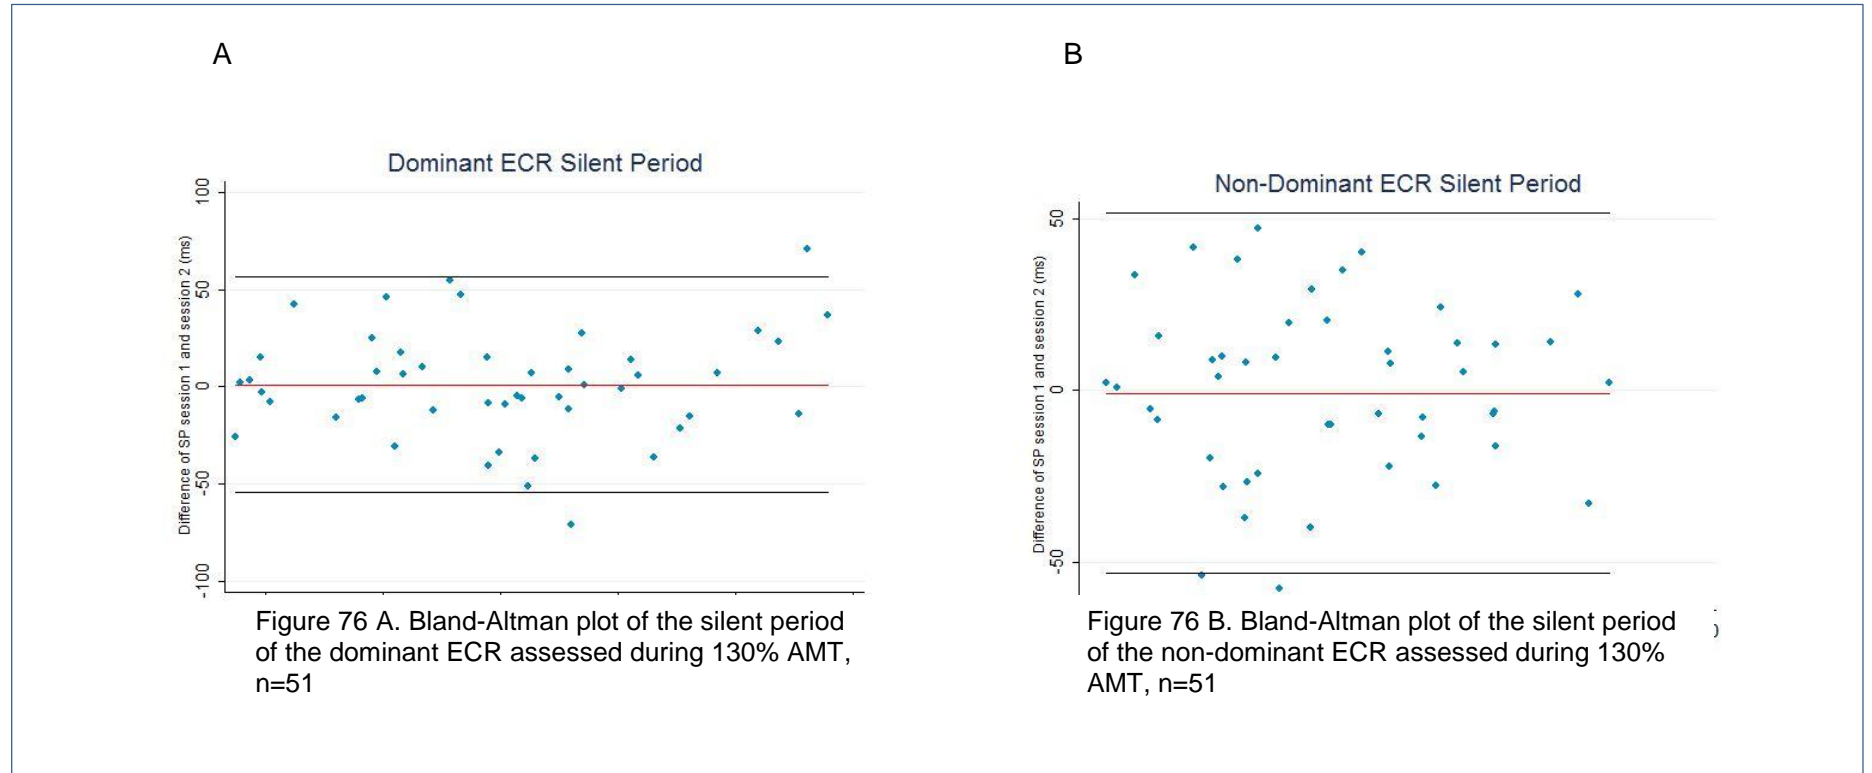 A
B
Dominant ECR Silent Period
Difference of SP session 1 and session 2 (ms)
100
50
0
-50
-100
Figure 76 A. Bland-Altman plot of the silent period
of the dominant ECR assessed during 130% AMT,
n=51
Non-Dominant ECR Silent Period
Difference of SP session 1 and session 2 (ms)
50
0
-50
Figure 76 B. Bland-Altman plot of the silent period
of the non-dominant ECR assessed during 130%
AMT, n=51